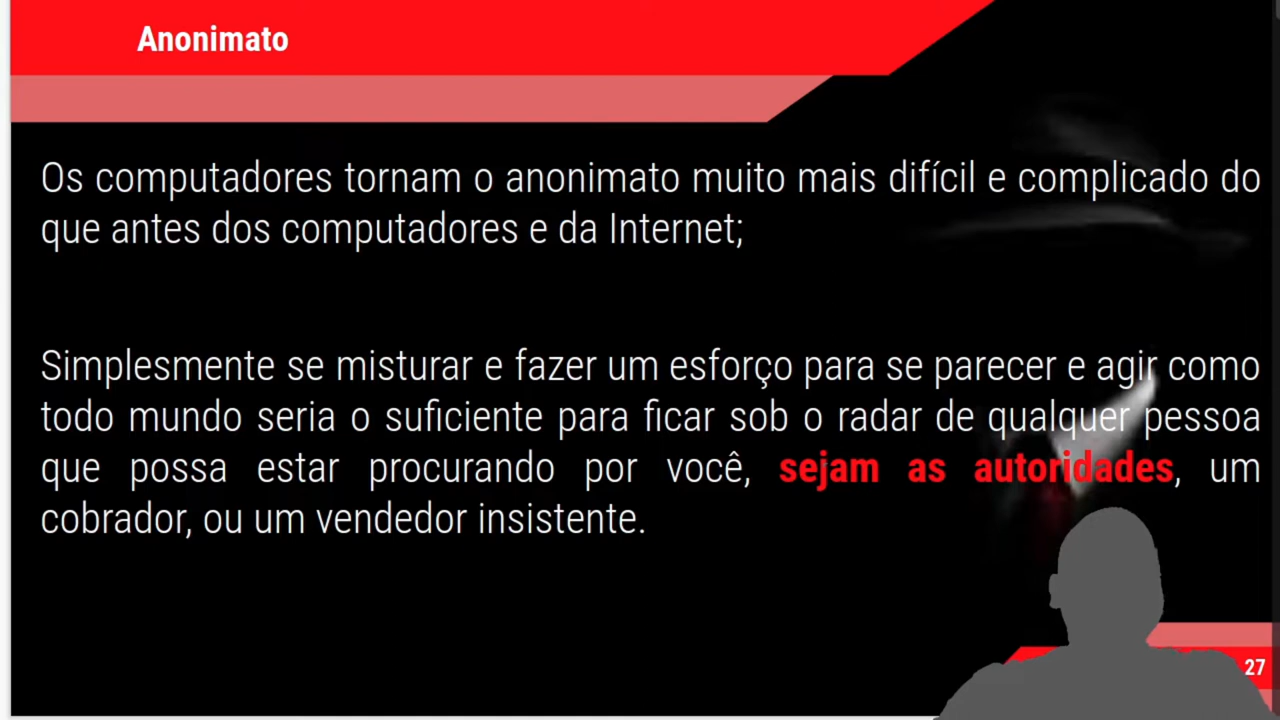 Anonimato
Os computadores tornam o anonimato muito mais difícil e complicado do
que antes dos computadores e da Internet;
Simplesmente se misturar e fazer um esforço para se parecer e agir como
todo mundo seria o suficiente para ficar sob o radar de qualquer pessoa
que possa estar procurando por você, sejam as autoridades, um
cobrador, ou um vendedor insistente.
27